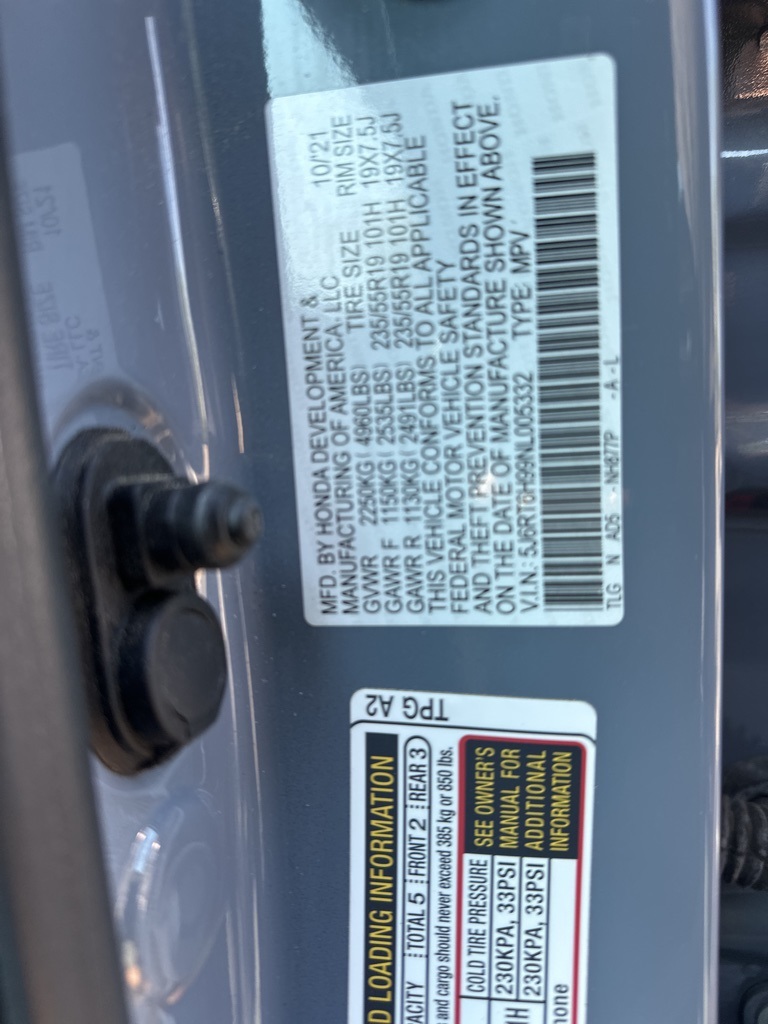 MFD. BY HONDA DEVELOPMENT &
MANUFACTURING OF AMERICA, LLC 10/'21
GVWR 2250KG( 4960LBS) TIRE SIZE RIM SIZE
GAWR F 1150KG( 2535LBS) 235/55R19 101H 19X7.5J
GAWR R 1130KG( 2491LBS) 235/55R19 101H 19X7.5J
THIS VEHICLE CONFORMS TO ALL APPLICABLE
FEDERAL MOTOR VEHICLE SAFETY
AND THEFT PREVENTION STANDARDS IN EFFECT
ON THE DATE OF MANUFACTURE SHOWN ABOVE.
V.I.N.: 5J6RT6H99NL005332 TYPE: MPV
TLG N ADS NH877P -A-L
TPG A2
D LOADING INFORMATION
ACITY TOTAL 5 FRONT 2 REAR 3
and cargo should never exceed 385 kg or 850 lbs.
COLD TIRE PRESSURE
230KPA, 33PSI
1H 230KPA, 33PSI
SEE OWNER'S
MANUAL FOR
ADDITIONAL
INFORMATION